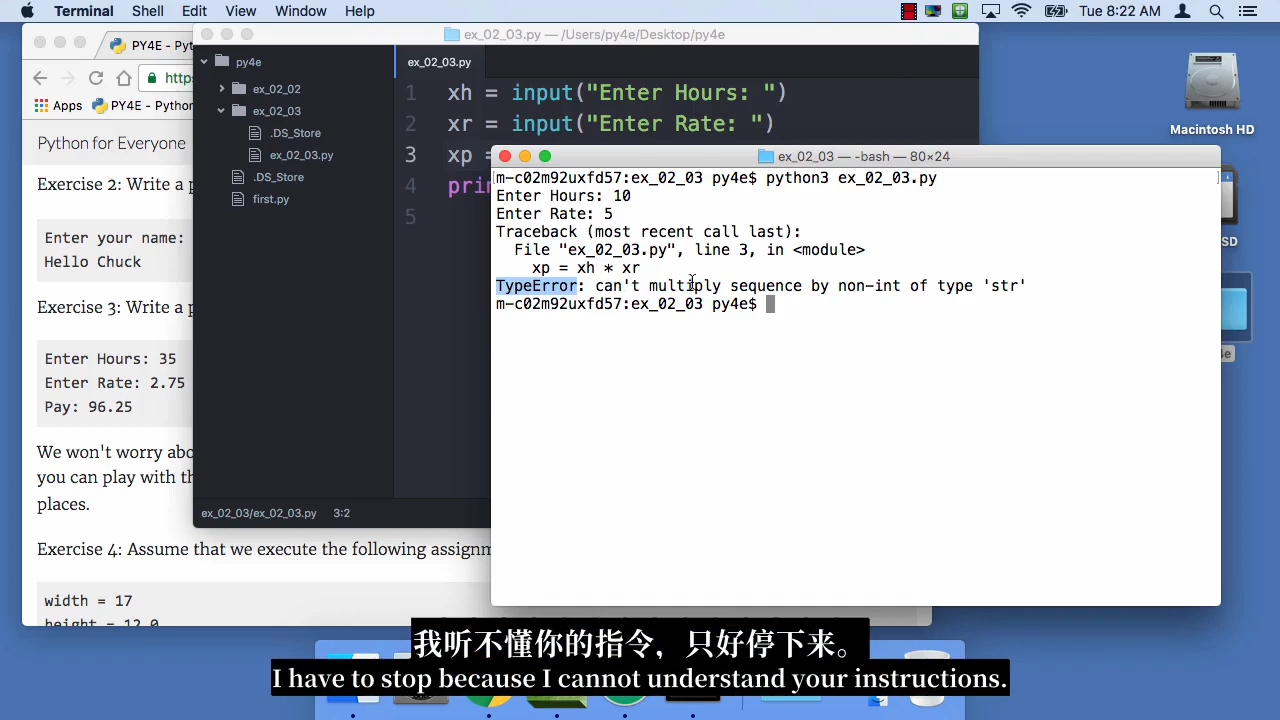 Terminal Shell Edit View Window Help
Tue 8:22 AM
PY4E - Pyt
https
Apps PY4E - Python
Python for Everyone
Exercise 2: Write a p
Enter your name:
Hello Chuck
Exercise 3: Write a p
Enter Hours: 35
Enter Rate: 2.75
Pay: 96.25
We won't worry abo
you can play with th
places.
Exercise 4: Assume that we execute the following assignm
width = 17
height = 12.0
ex_02_03.py — /Users/py4e/Desktop/py4e
py4e
ex_02_02
ex_02_03
.DS_Store
ex_02_03.py
.DS_Store
first.py
ex_02_03/ex_02_03.py 3:2
ex_02_03.py
1 xh = input("Enter Hours: ")
2 xr = input("Enter Rate: ")
3 xp =
4 prin
5
ex_02_03 — -bash — 80×24
m-c02m92uxfd57:ex_02_03 py4e$ python3 ex_02_03.py
Enter Hours: 10
Enter Rate: 5
Traceback (most recent call last):
File "ex_02_03.py", line 3, in <module>
xp = xh * xr
TypeError: can't multiply sequence by non-int of type 'str'
m-c02m92uxfd57:ex_02_03 py4e$
Macintosh HD
SD
4e
我听不懂你的指令，只好停下来。
I have to stop because I cannot understand your instructions.